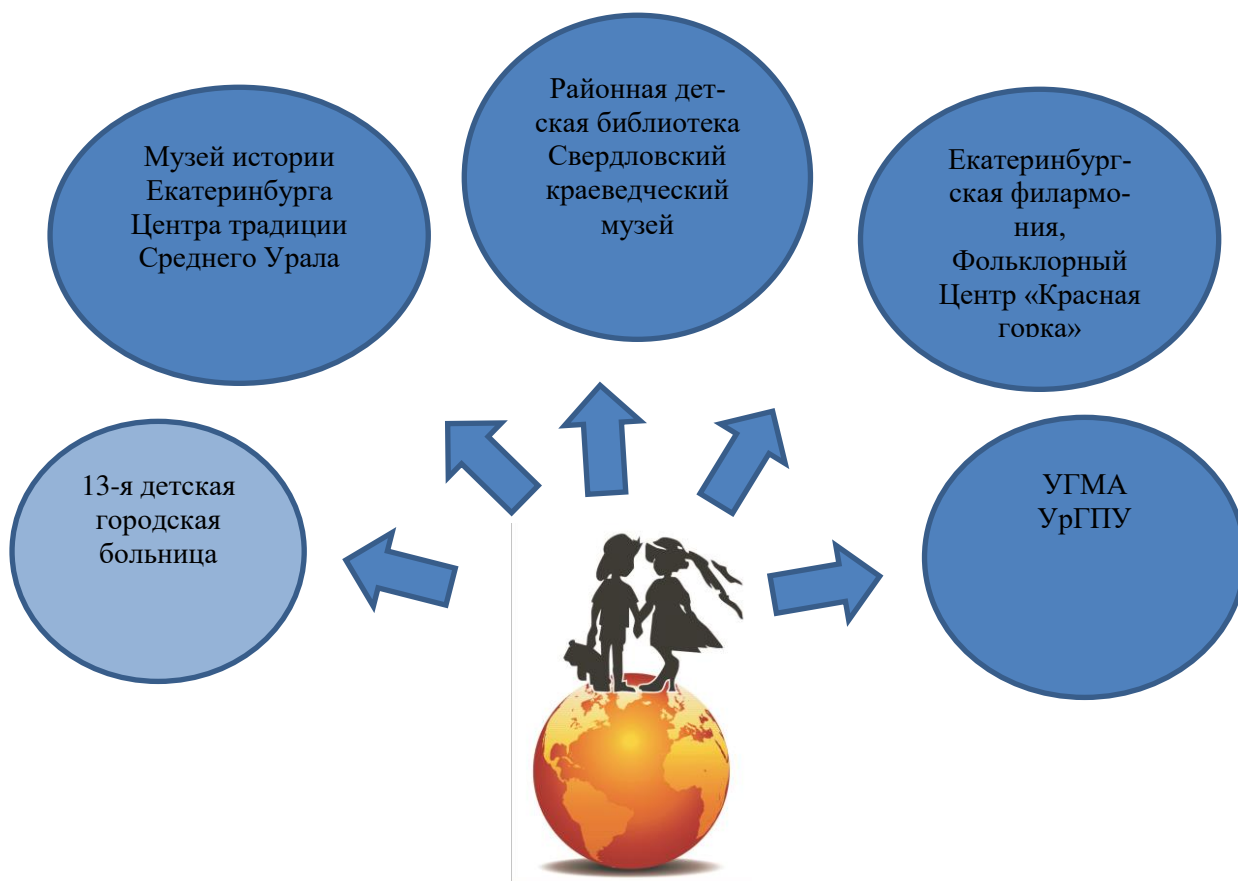 Музей истории
Екатеринбурга
Центра традиции
Среднего Урала
Районная дет-
ская библиотека
Свердловский
краеведческий
музей
Екатеринбург-
ская филармо-
ния,
Фольклорный
Центр «Красная
горка»
13-я детская
городская
больница
УГМА
УрГПУ